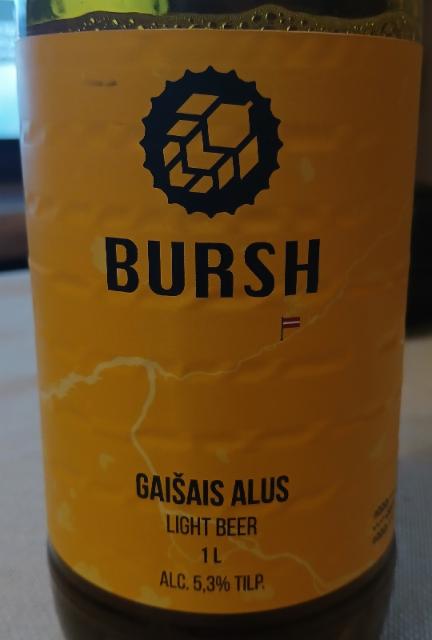 BURSH
GAIŠAIS ALUS
LIGHT BEER
1 L
ALC. 5,3% TILP.